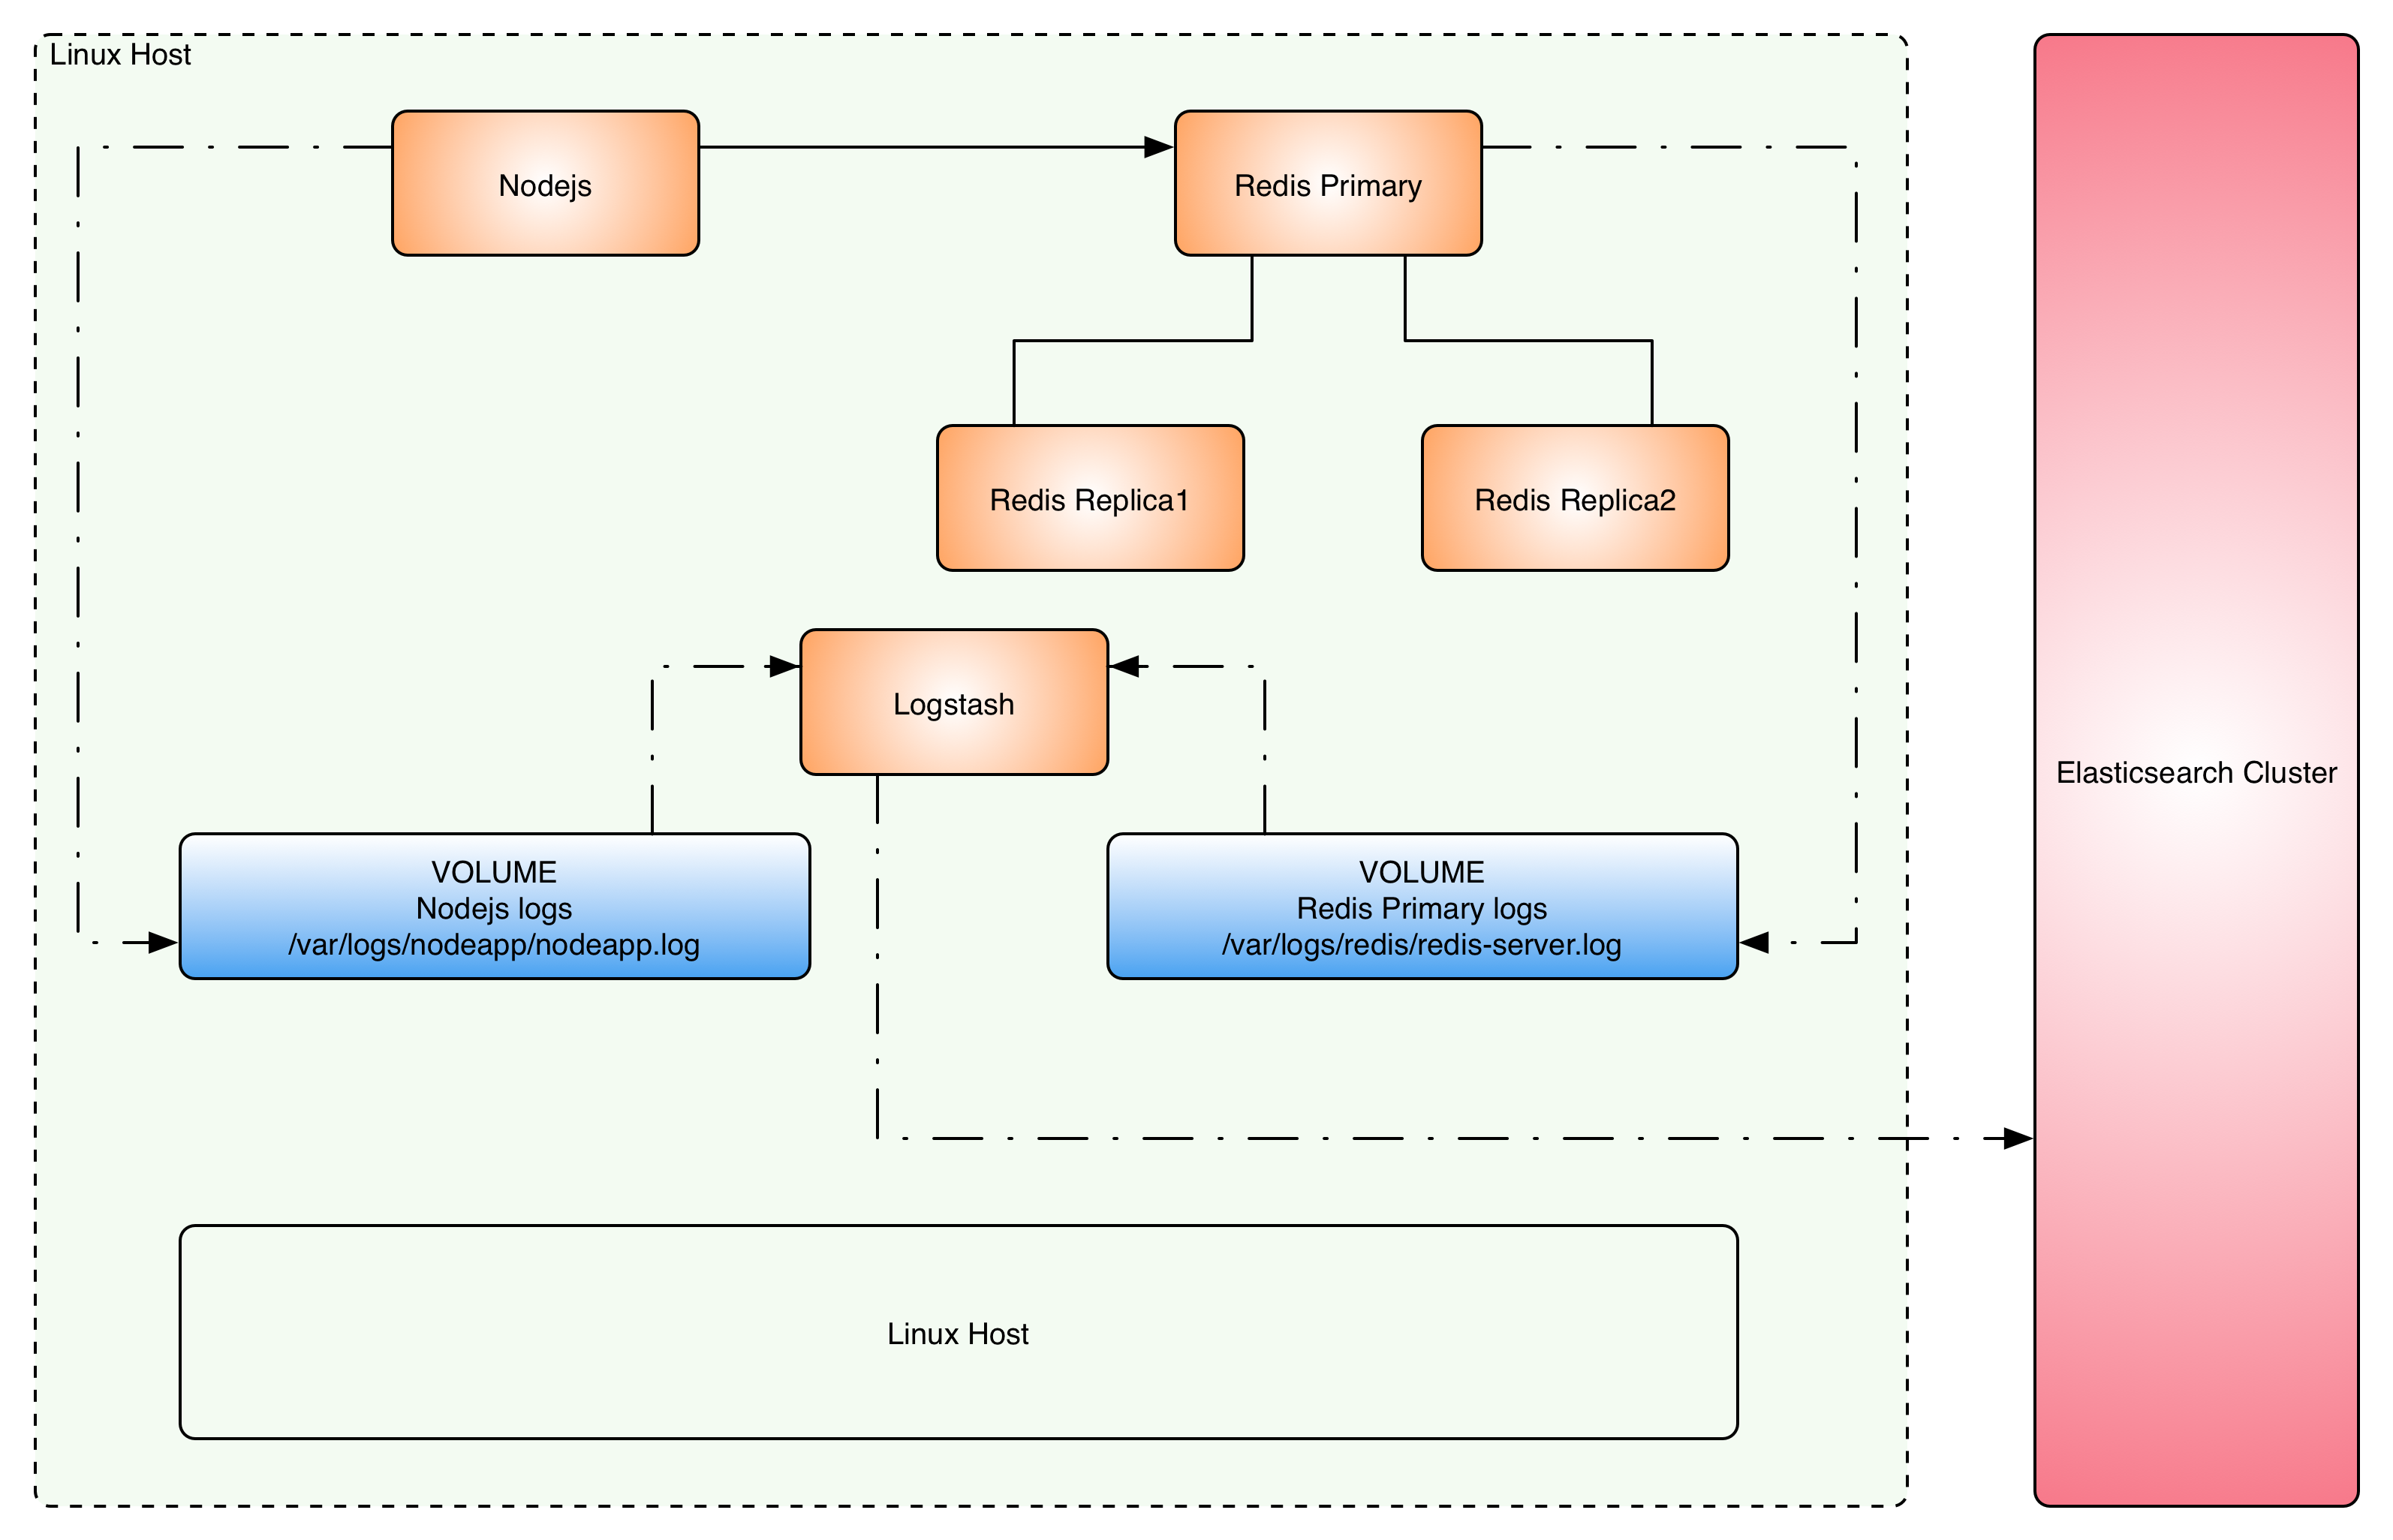 Linux Host
Nodejs
Redis Primary
Redis Replica1
Redis Replica2
Logstash
Elasticsearch Cluster
VOLUME
Nodejs logs
/var/logs/nodeapp/nodeapp.log
VOLUME
Redis Primary logs
/var/logs/redis/redis-server.log
Linux Host